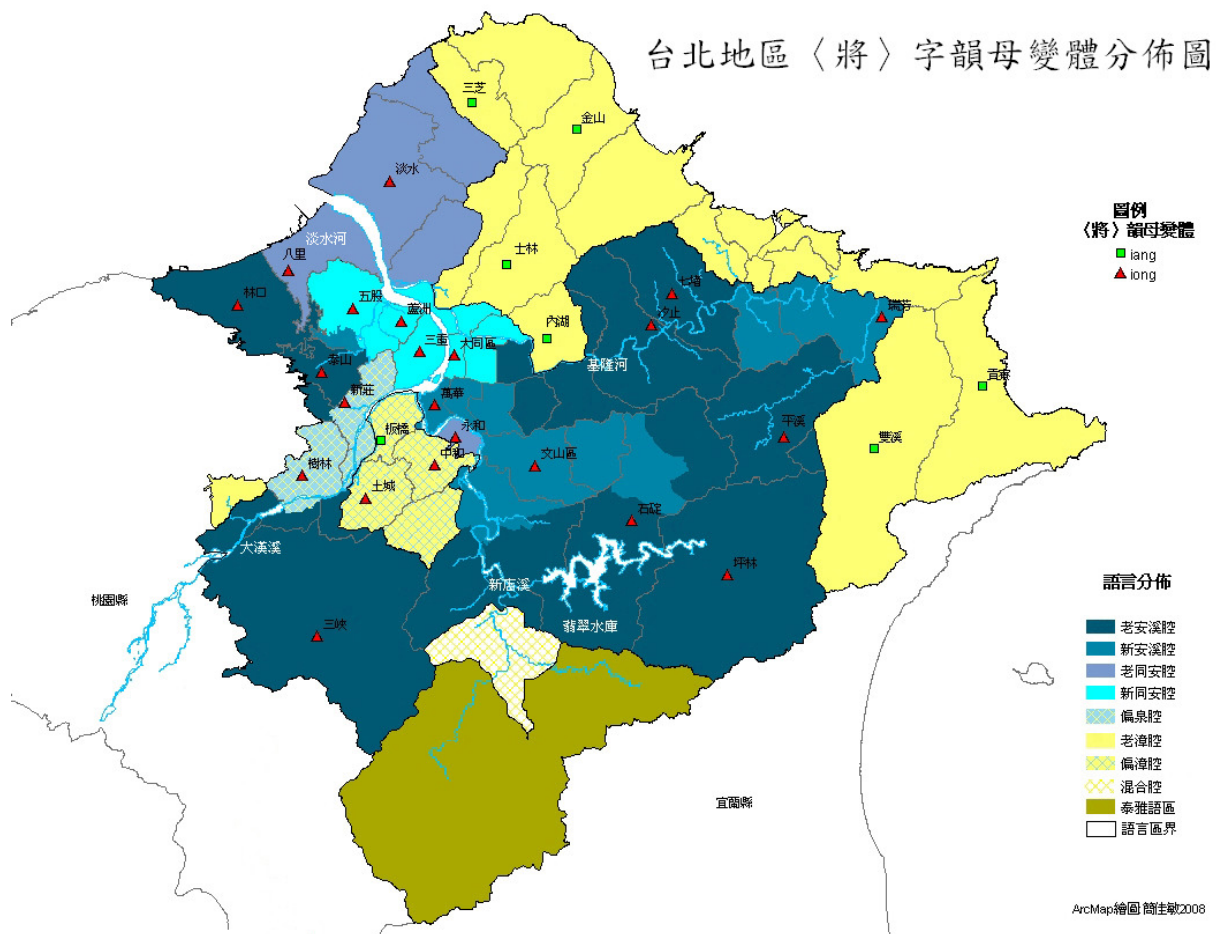 台北地區〈將〉字韻母變體分佈圖
三芝
金山
淡水
圖例
〈將〉韻母變體
iang
iong
淡水河
士林
八里
林口
五股
七堵
蘆洲
汐止
瑞芳
內湖
三重
大同區
基隆河
泰山
貢寮
新莊
萬華
板橋
永和
平溪
中和
文山區
雙溪
樹林
土城
石碇
大漢溪
坪林
新店溪
語言分佈
桃園縣
翡翠水庫
三峽
老安溪腔
新安溪腔
老同安腔
新同安腔
偏泉腔
老漳腔
偏漳腔
混合腔
宜蘭縣
泰雅語區
語言區界
ArcMap繪圖 簡佳敏2008